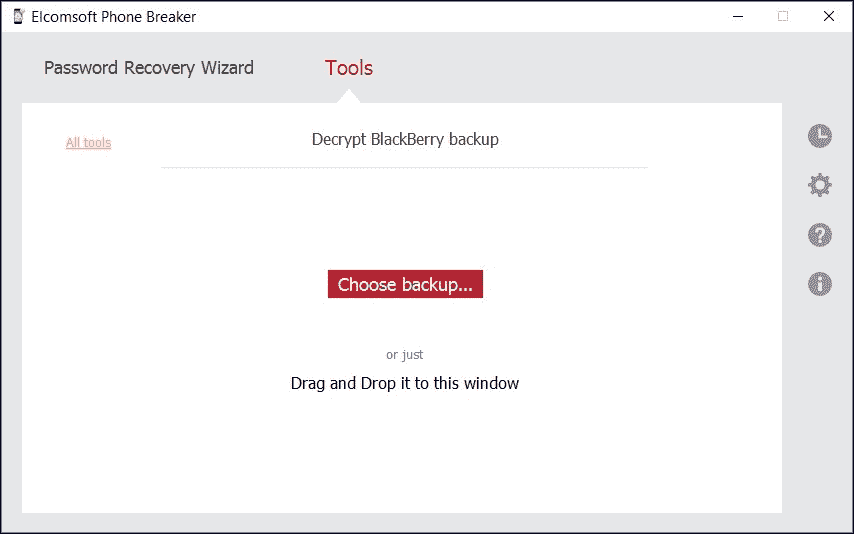 Elcomsoft Phone Breaker
Password Recovery Wizard
Tools
All tools
Decrypt BlackBerry backup
Choose backup...
or just
Drag and Drop it to this window